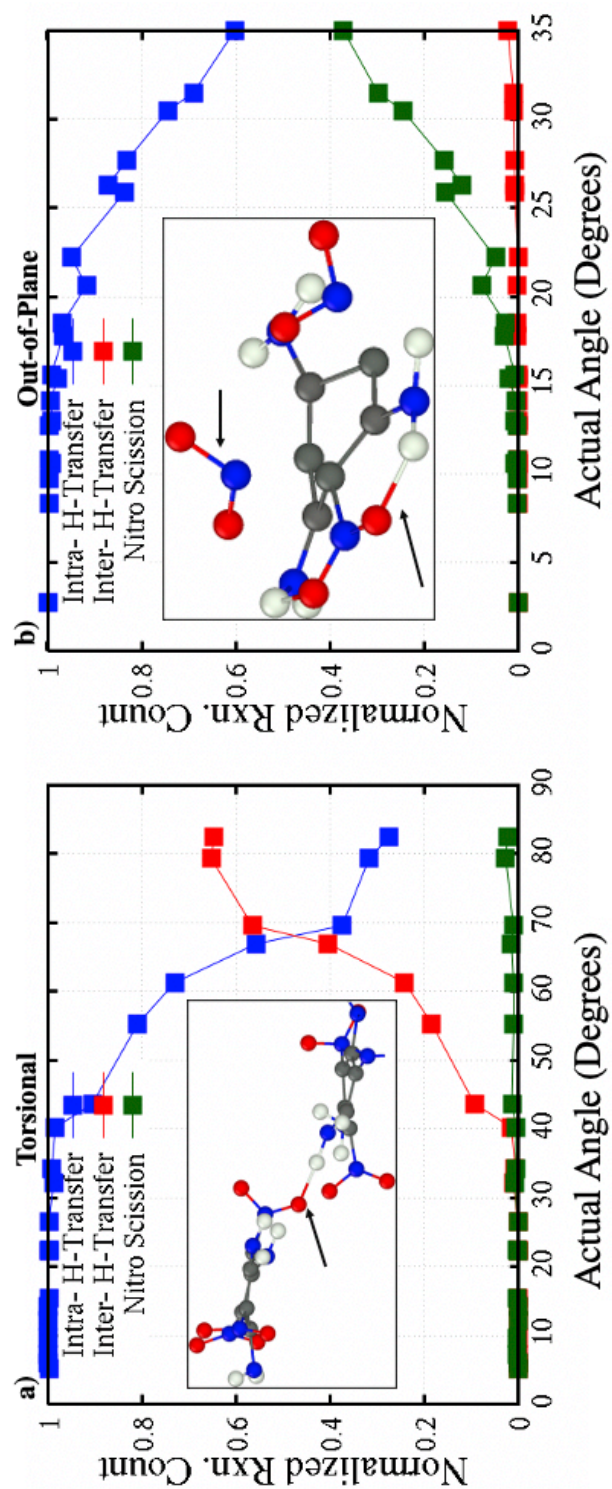 a)
Torsional
Normalized Rxn. Count
1
0.8
0.6
0.4
0.2
0
Intra- H-Transfer
Inter- H-Transfer
Nitro Scission
0 10 20 30 40 50 60 70 80 90
Actual Angle (Degrees)
b)
Out-of-Plane
Normalized Rxn. Count
1
0.8
0.6
0.4
0.2
0
Intra- H-Transfer
Inter- H-Transfer
Nitro Scission
0 5 10 15 20 25 30 35
Actual Angle (Degrees)